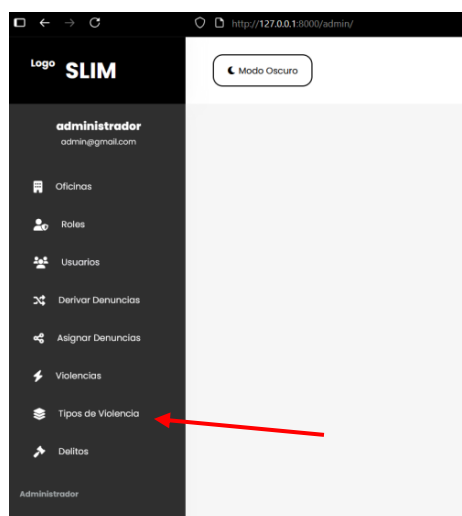 http://127.0.0.1:8000/admin/
Logo SLIM
Modo Oscuro
administrador
admin@gmail.com
Oficinas
Roles
Usuarios
Derivar Denuncias
Asignar Denuncias
Violencias
Tipos de Violencia
Delitos
Administrador